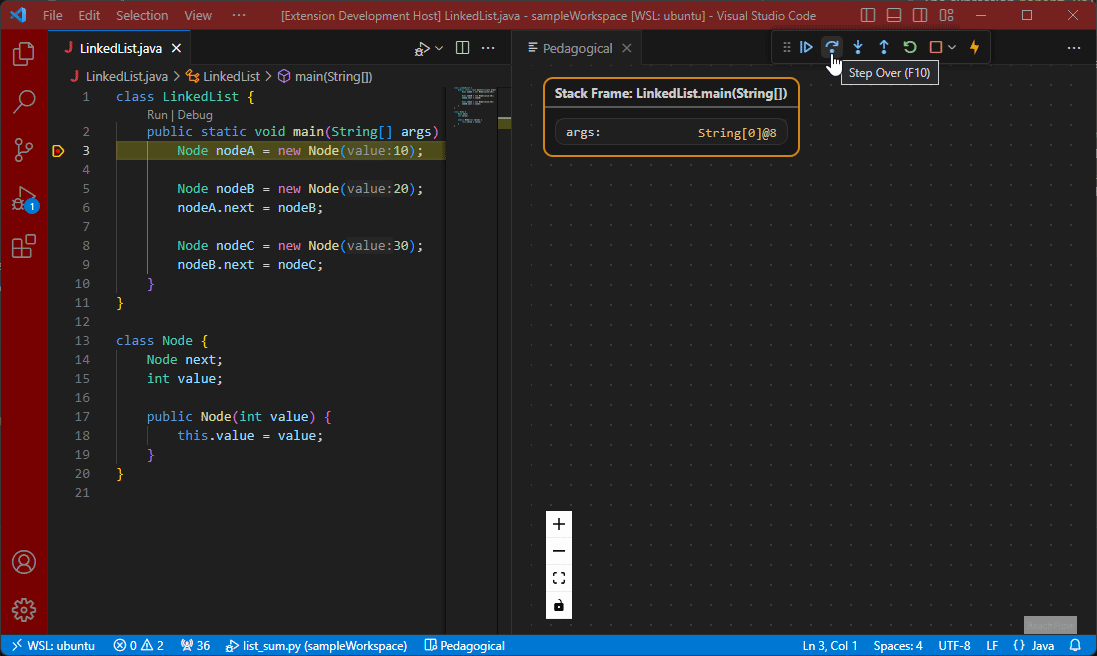 File Edit Selection View ··· [Extension Development Host] LinkedList.java - sampleWorkspace [WSL: ubuntu] - Visual Studio Code
J LinkedList.java
Pedagogical
Step Over (F10)
J LinkedList.java > LinkedList > main(String[])
1 class LinkedList {
Run | Debug
2 public static void main(String[] args)
3 Node nodeA = new Node(value:10);
4
5 Node nodeB = new Node(value:20);
6 nodeA.next = nodeB;
7
8 Node nodeC = new Node(value:30);
9 nodeB.next = nodeC;
10 }
11 }
12
13 class Node {
14 Node next;
15 int value;
16
17 public Node(int value) {
18 this.value = value;
19 }
20 }
21
1
Stack Frame: LinkedList.main(String[])
args: String[0]@8
WSL: ubuntu 0 2 36 list_sum.py (sampleWorkspace) Pedagogical Ln 3, Col 1 Spaces: 4 UTF-8 LF {} Java